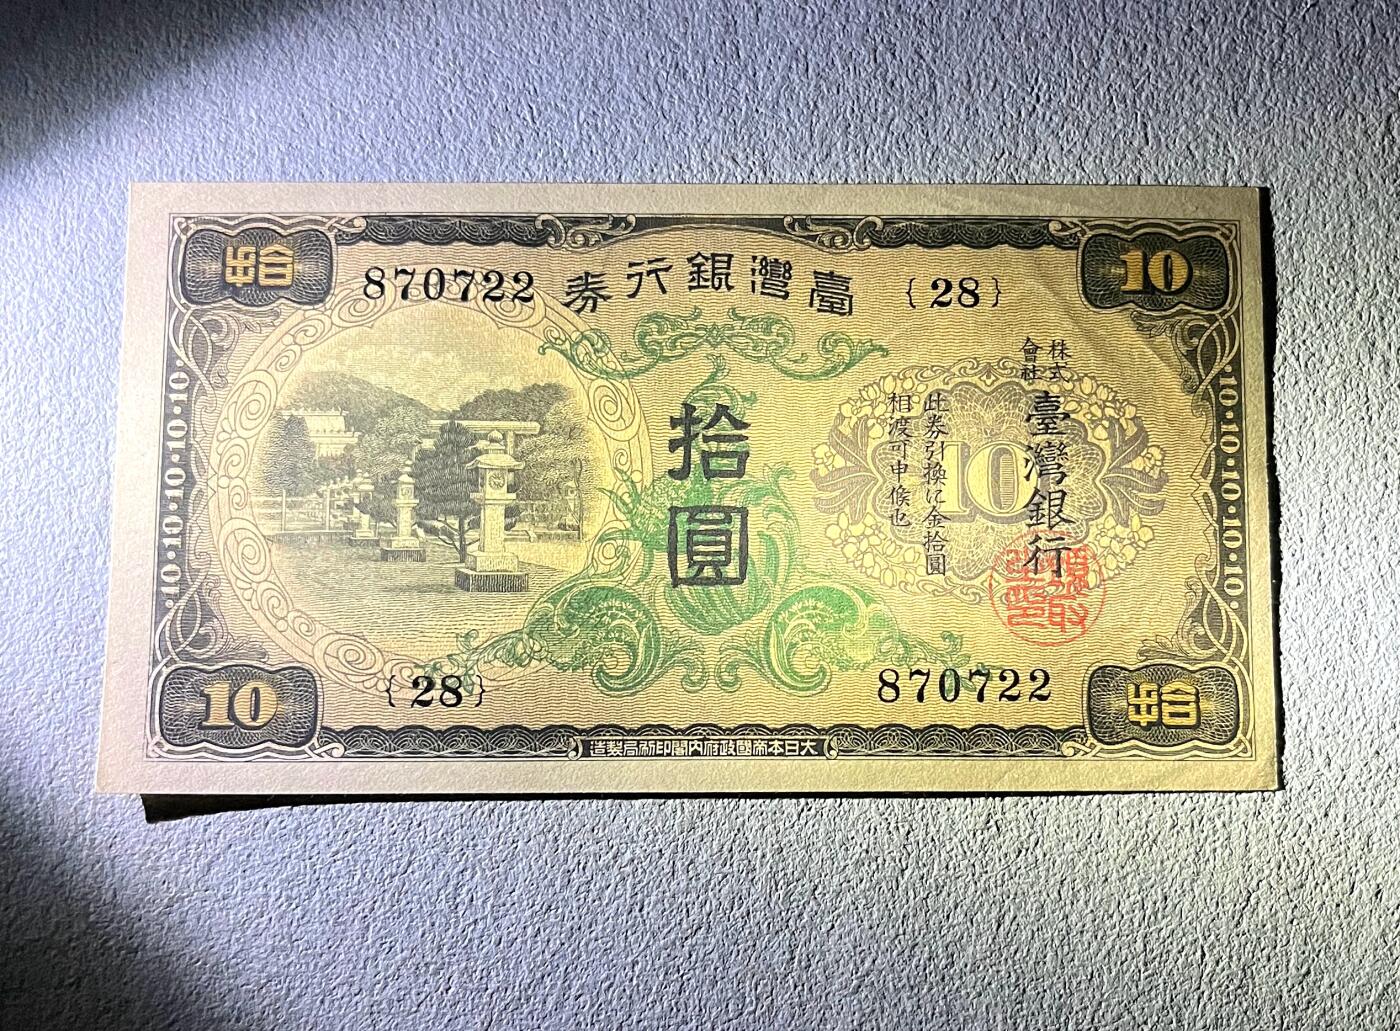 拾
870722
臺灣銀行券
{28}
10
株式會社
臺灣銀行
此券引換に金拾圓
相渡可申候也
10
拾圓
·10·10·10·10·10·
·10·10·10·10·10·
{28}
870722
10
拾
大日本帝國政府內閣印刷局製造